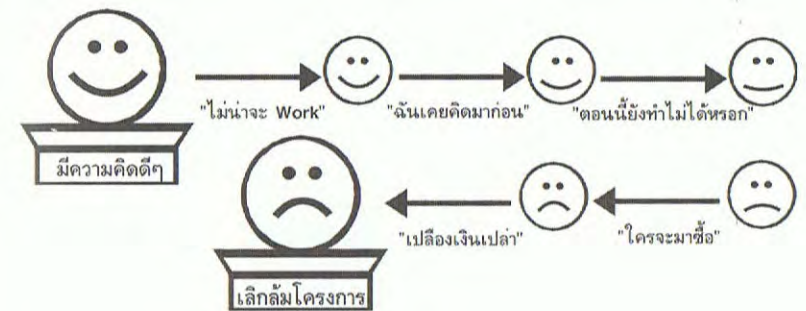 "ไม่น่าจะ Work"
"ฉันเคยคิดมาก่อน"
"ตอนนี้ยังทำไม่ได้หรอก"
มีความคิดดีๆ
"ใครจะมาซื้อ"
"เปลืองเงินเปล่า"
เลิกล้มโครงการ